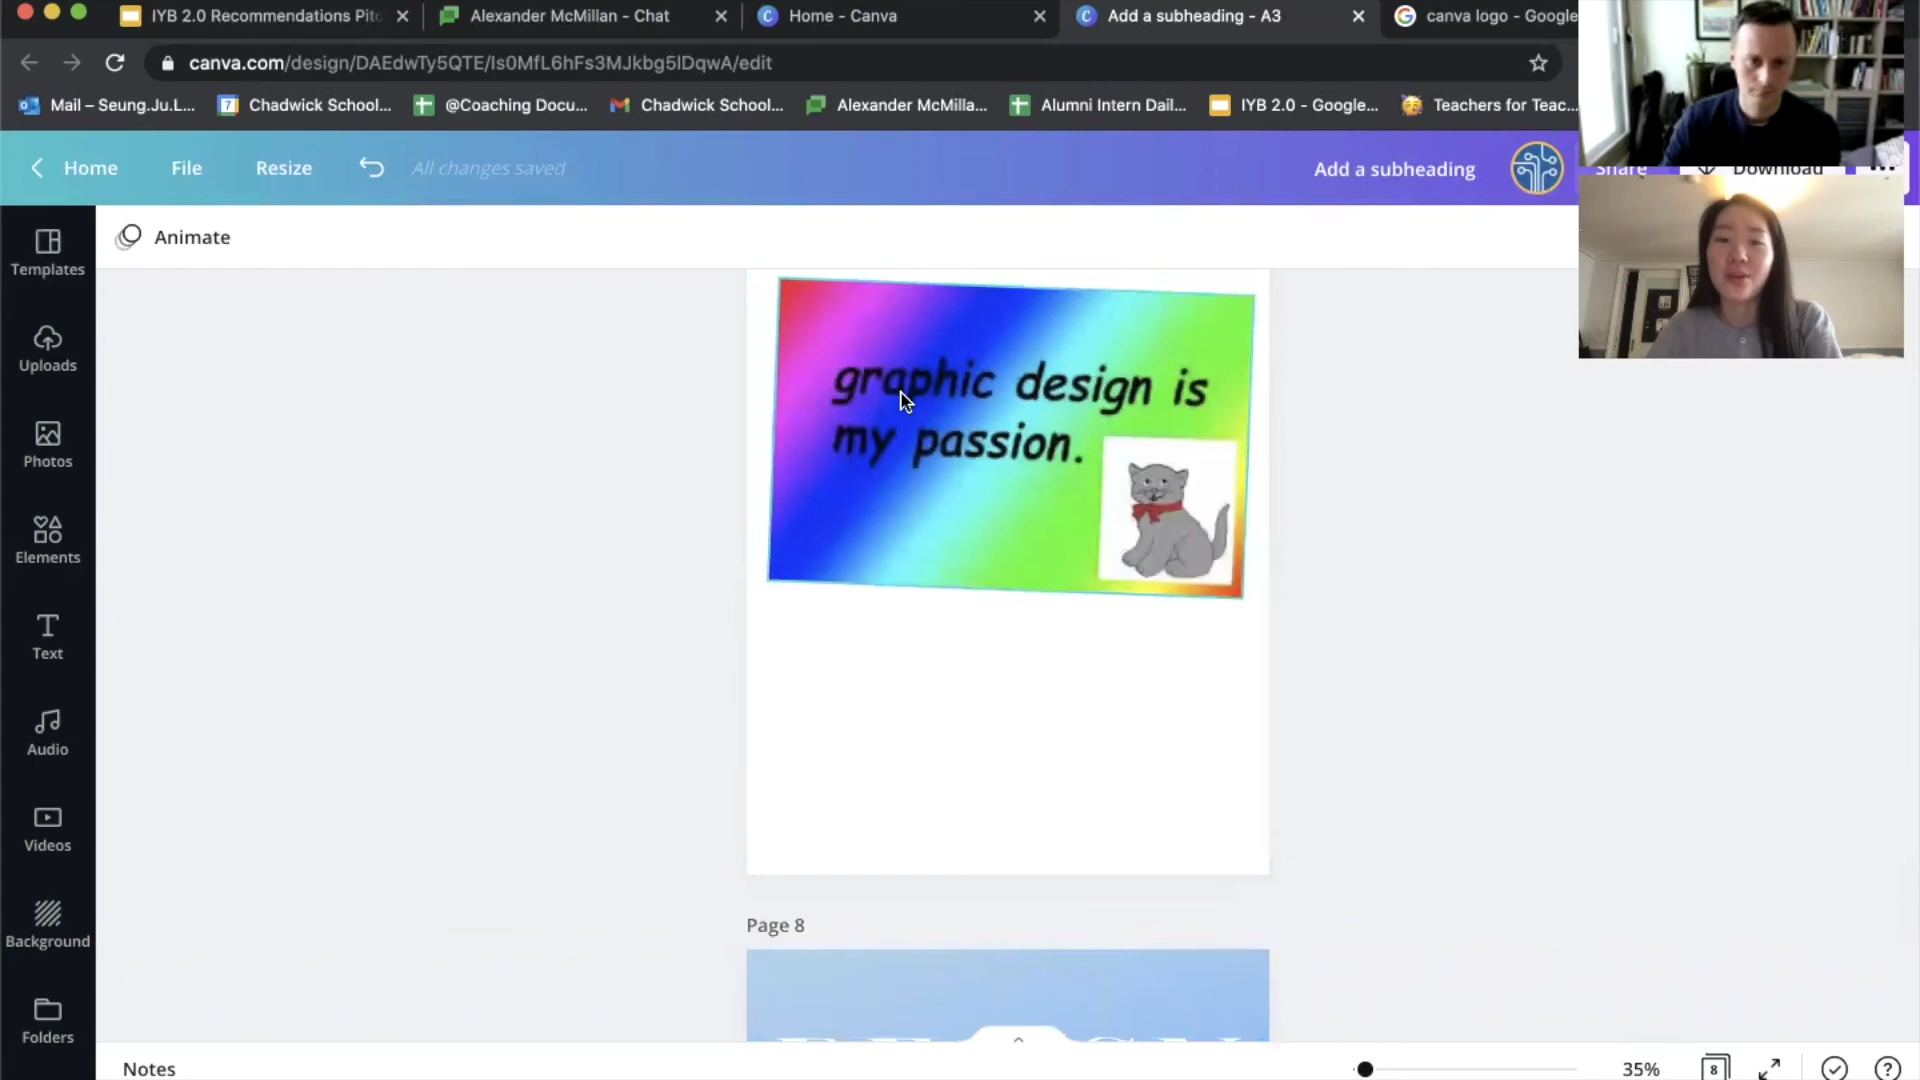 IYB 2.0 Recommendations Pit
Alexander McMillan - Chat
Home - Canva
Add a subheading - A3
canva logo - Google
canva.com/design/DAEdwTy5QTE/Is0MfL6hFs3MJkbg5lDqwA/edit
Mail – Seung.Ju.L...
7
Chadwick School...
@Coaching Docu...
Chadwick School...
Alexander McMilla...
Alumni Intern Dail...
IYB 2.0 - Google...
Teachers for Teac...
Home
File
Resize
All changes saved
Add a subheading
Share
Download
Templates
Animate
Uploads
Photos
Elements
Text
Audio
Videos
Background
Folders
graphic design is
my passion.
Page 8
Notes
35%
8